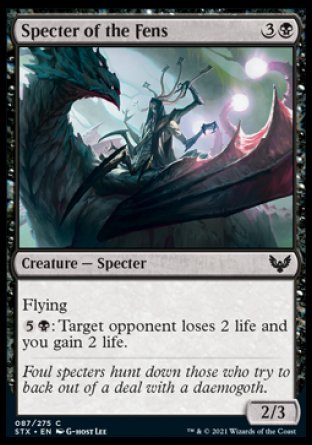 Specter of the Fens 3
Creature — Specter
Flying
5 : Target opponent loses 2 life and
you gain 2 life.
Foul specters hunt down those who try to
back out of a deal with a daemogoth.
2/3
087/275 C
STX • EN G-host Lee
™ & © 2021 Wizards of the Coast